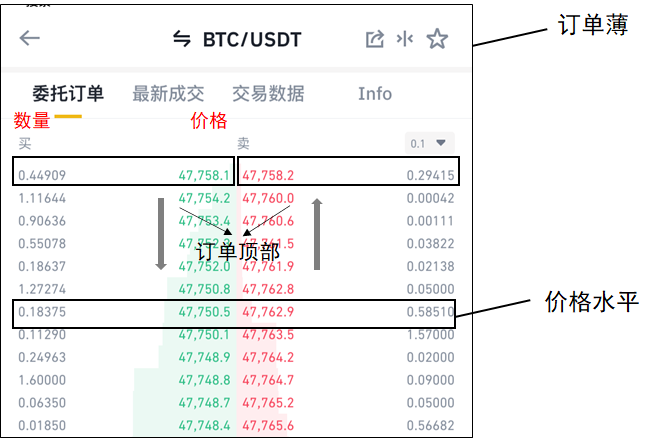 BTC/USDT
订单薄
委托订单 最新成交 交易数据 Info
数量 价格
买 卖 0.1
0.44909 47,758.1 47,758.2 0.29415
1.11644 47,754.2 47,760.0 0.00042
0.90636 47,753.4 47,760.6 0.00111
0.55078 47,752.3 47,761.5 0.03822
订单顶部
0.18637 47,752.0 47,761.9 0.02138
1.27274 47,750.8 47,762.8 0.05000
价格水平
0.18375 47,750.5 47,762.9 0.58510
0.11290 47,750.1 47,763.5 1.57000
0.24963 47,748.9 47,764.2 0.02000
1.60000 47,748.8 47,764.7 0.09000
0.06350 47,748.7 47,765.2 0.05000
0.01850 47,748.4 47,765.6 0.56682